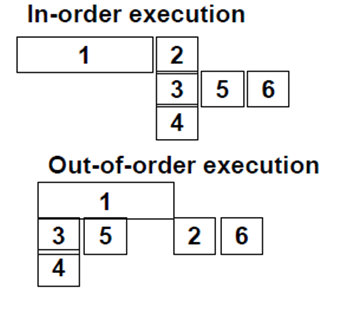 In-order execution
1 2
3 5 6
4
Out-of-order execution
1
3 5 2 6
4